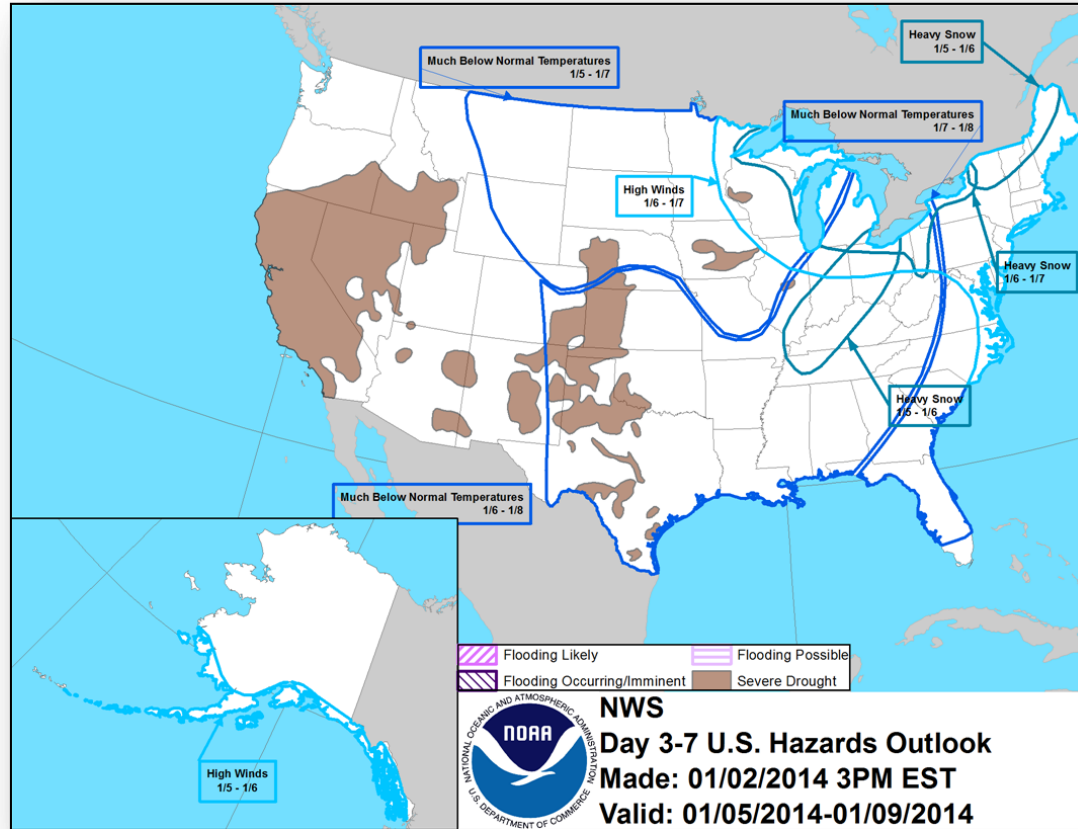 Heavy Snow
1/5 - 1/6
Much Below Normal Temperatures
1/5 - 1/7
Much Below Normal Temperatures
1/7 - 1/8
High Winds
1/6 - 1/7
Heavy Snow
1/6 - 1/7
Heavy Snow
1/5 - 1/6
Much Below Normal Temperatures
1/6 - 1/8
High Winds
1/5 - 1/6
Flooding Likely
Flooding Possible
Flooding Occurring/Imminent
Severe Drought
NATIONAL OCEANIC AND ATMOSPHERIC ADMINISTRATION
U.S. DEPARTMENT OF COMMERCE
NOAA
NWS
Day 3-7 U.S. Hazards Outlook
Made: 01/02/2014 3PM EST
Valid: 01/05/2014-01/09/2014